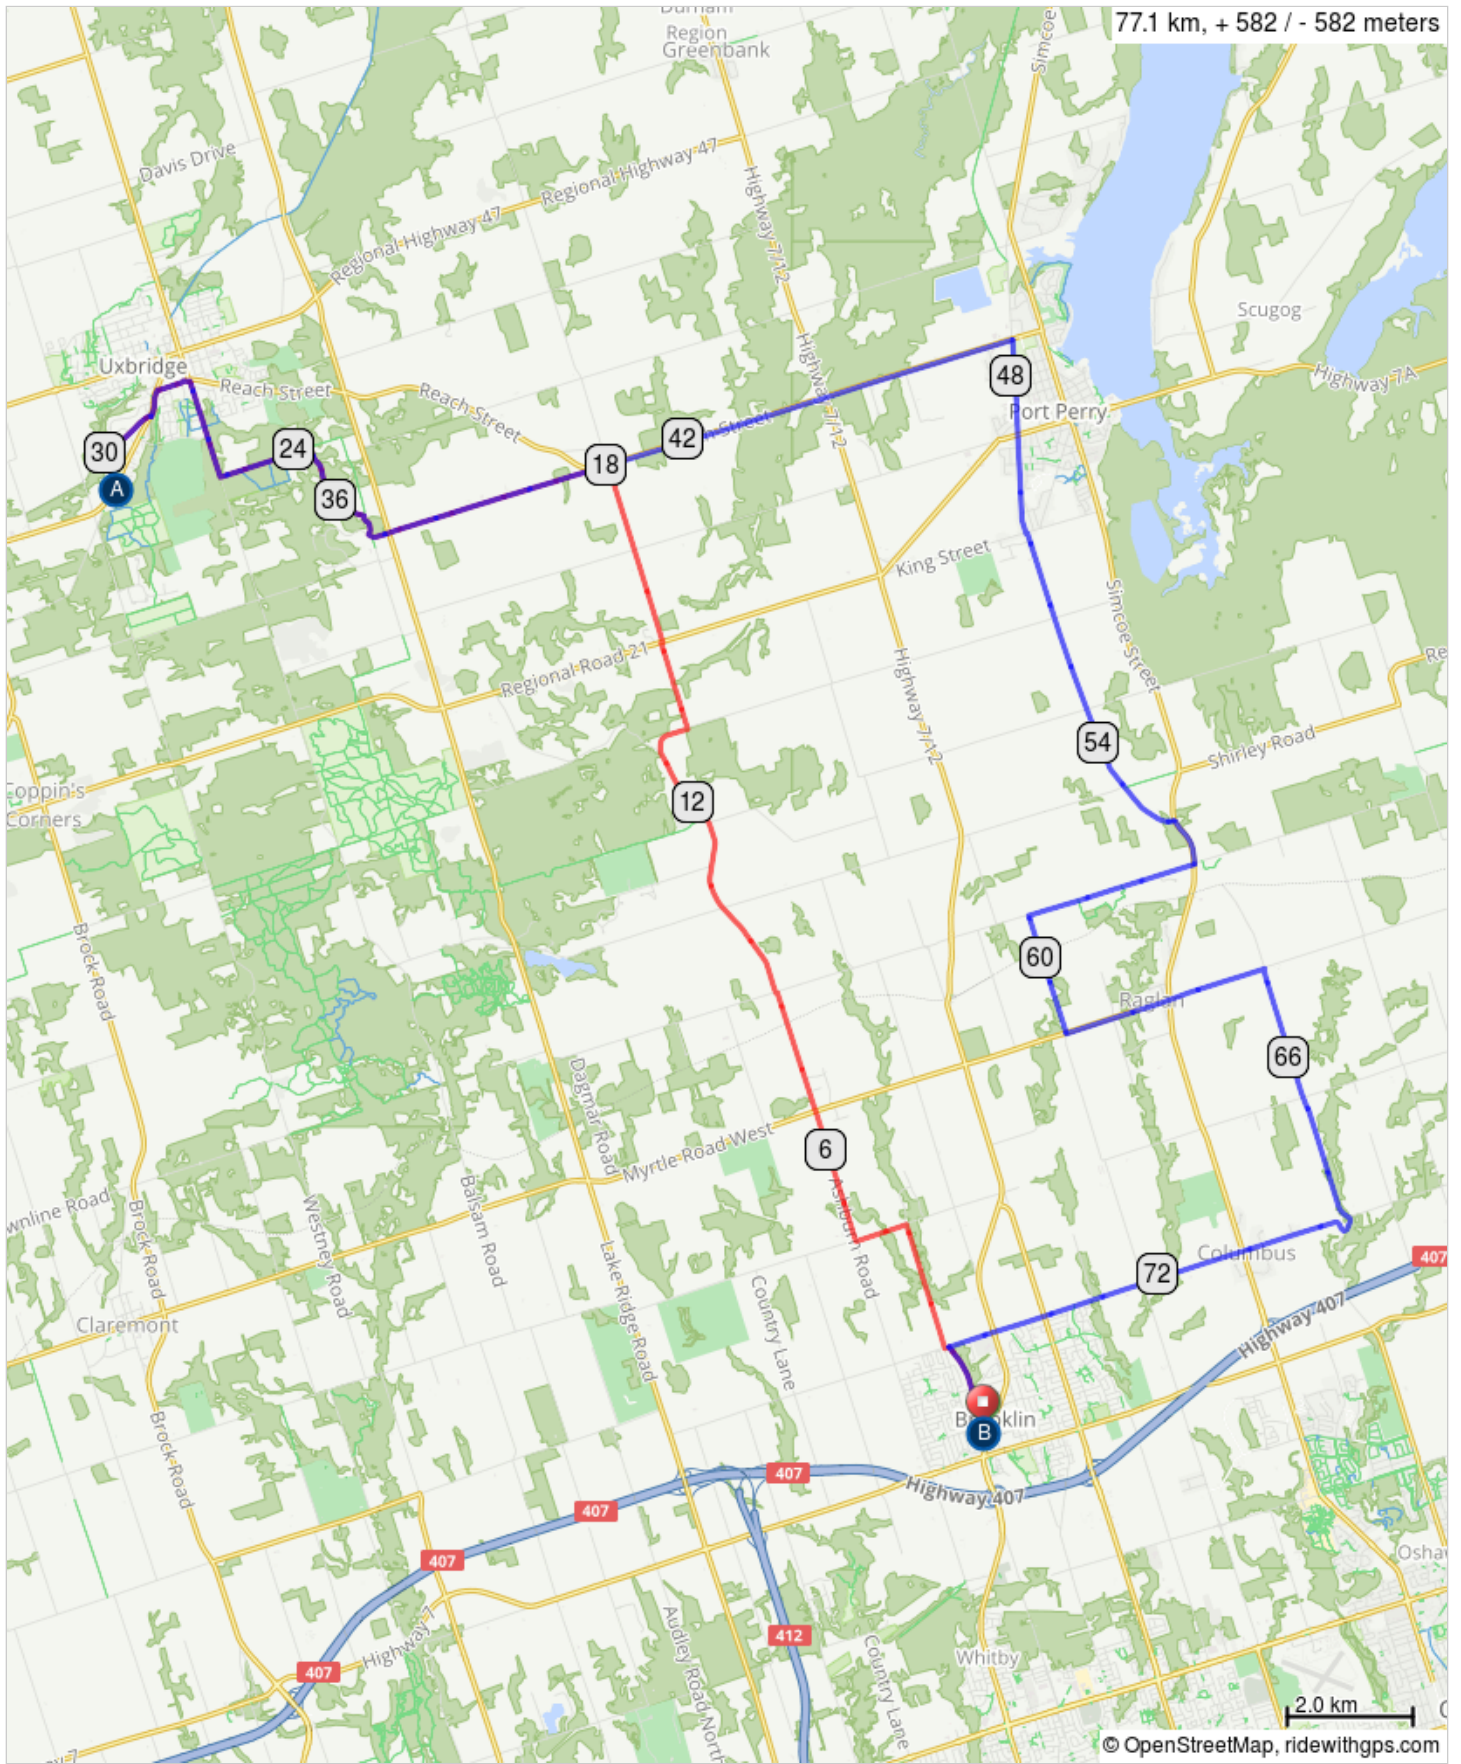 Durham
Region
Greenbank
77.1 km, + 582 / - 582 meters
Simcoe
Davis Drive
Regional Highway 47
Regional Highway 47
Highway 7/12
Scugog
Uxbridge
Reach Street
Reach Street
Highway 7/12
Highway 7A
48
Port Perry
Street
42
30
24
18
A
36
King Street
Simcoe Street
Regional Road 21
Highway 7/12
Re
54
Shirley Road
Coppin's
Corners
12
Brock Road
60
Raglan
66
Dagmar Road
Myrtle Road West
6
Ashburn Road
wnline Road
Brock Road
Westney Road
Balsam Road
Lake Ridge Road
Country Lane
72
Columbus
407
Claremont
Highway 407
Brock Road
Brooklin
B
407
Highway 407
407
407
Osha
Highway 7
Audley Road North
412
Country Lane
Whitby
407
2.0 km
y 7
© OpenStreetMap, ridewithgps.com